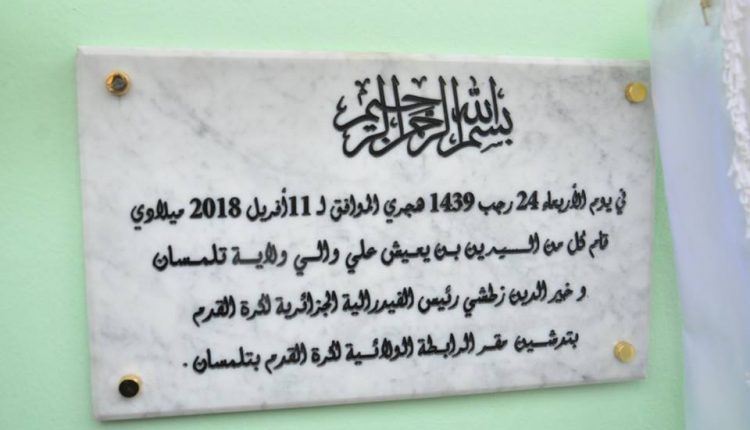 بسم الله الرحمن الرحيم
في يوم الأربعاء 24 رجب 1439 هجري الموافق لـ 11أفريل 2018 ميلادي
قام كل من السيدين بن يعيش علي والي ولاية تلمسان
و خير الدين زطشي رئيس الفيدرالية الجزائرية لكرة القدم
بتدشين مقر الرابطة الولائية لكرة القدم بتلمسان .